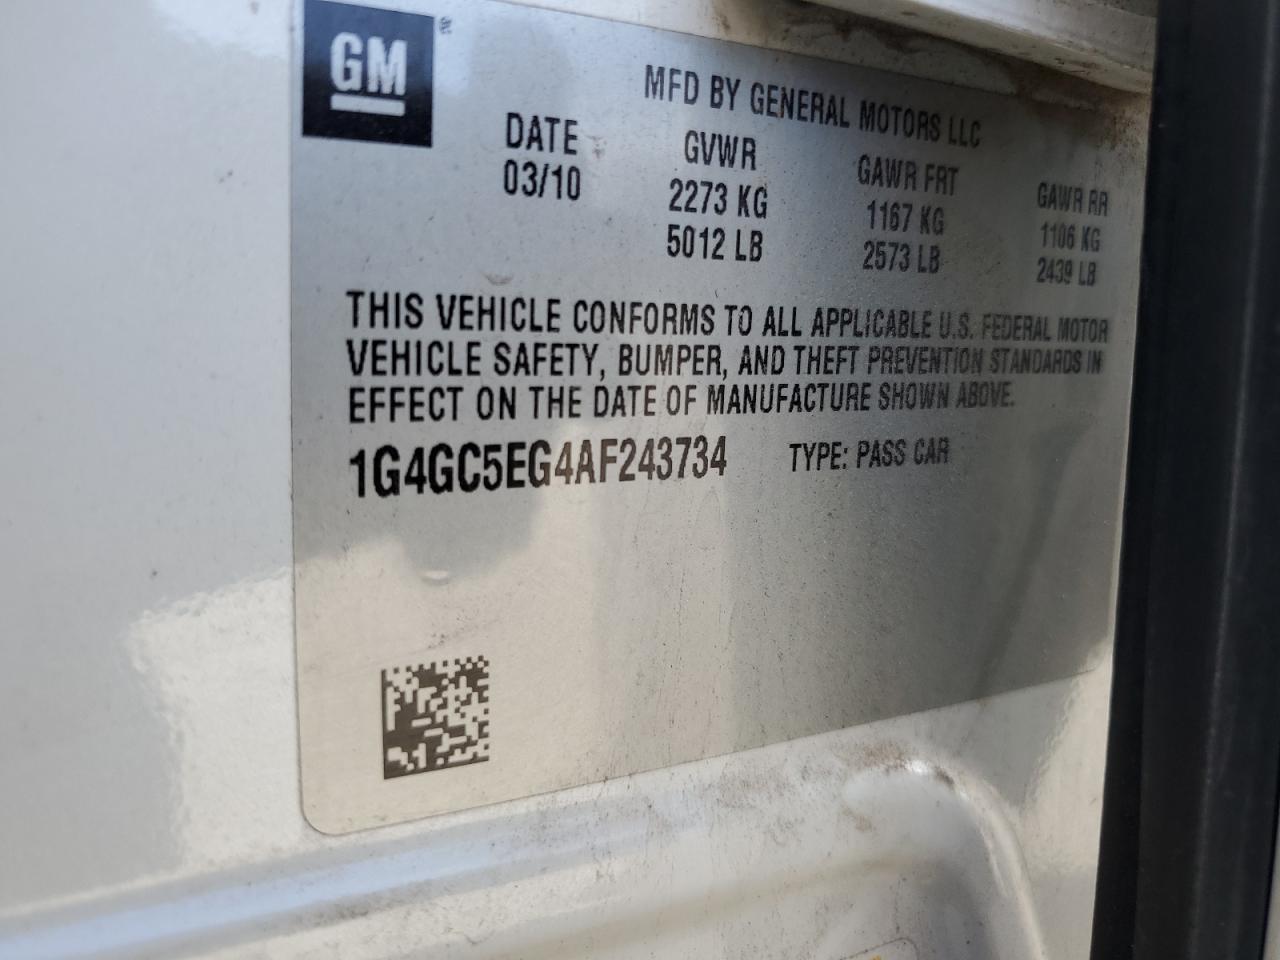 GM
MFD BY GENERAL MOTORS LLC
DATE GVWR GAWR FRT GAWR RR
03/10 2273 KG 1167 KG 1106 KG
5012 LB 2573 LB 2439 LB
THIS VEHICLE CONFORMS TO ALL APPLICABLE U.S. FEDERAL MOTOR
VEHICLE SAFETY, BUMPER, AND THEFT PREVENTION STANDARDS IN
EFFECT ON THE DATE OF MANUFACTURE SHOWN ABOVE.
1G4GC5EG4AF243734 TYPE: PASS CAR